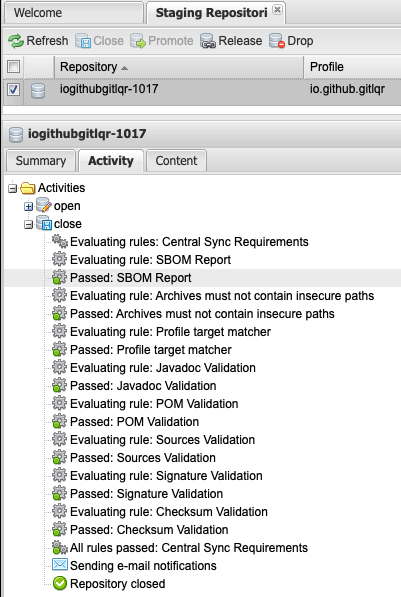 Welcome
Staging Repositori
Refresh Close Promote Release Drop
Repository Profile
iogithubgitlqr-1017 io.github.gitlqr
iogithubgitlqr-1017
Summary Activity Content
Activities
open
close
Evaluating rules: Central Sync Requirements
Evaluating rule: SBOM Report
Passed: SBOM Report
Evaluating rule: Archives must not contain insecure paths
Passed: Archives must not contain insecure paths
Evaluating rule: Profile target matcher
Passed: Profile target matcher
Evaluating rule: Javadoc Validation
Passed: Javadoc Validation
Evaluating rule: POM Validation
Passed: POM Validation
Evaluating rule: Sources Validation
Passed: Sources Validation
Evaluating rule: Signature Validation
Passed: Signature Validation
Evaluating rule: Checksum Validation
Passed: Checksum Validation
All rules passed: Central Sync Requirements
Sending e-mail notifications
Repository closed